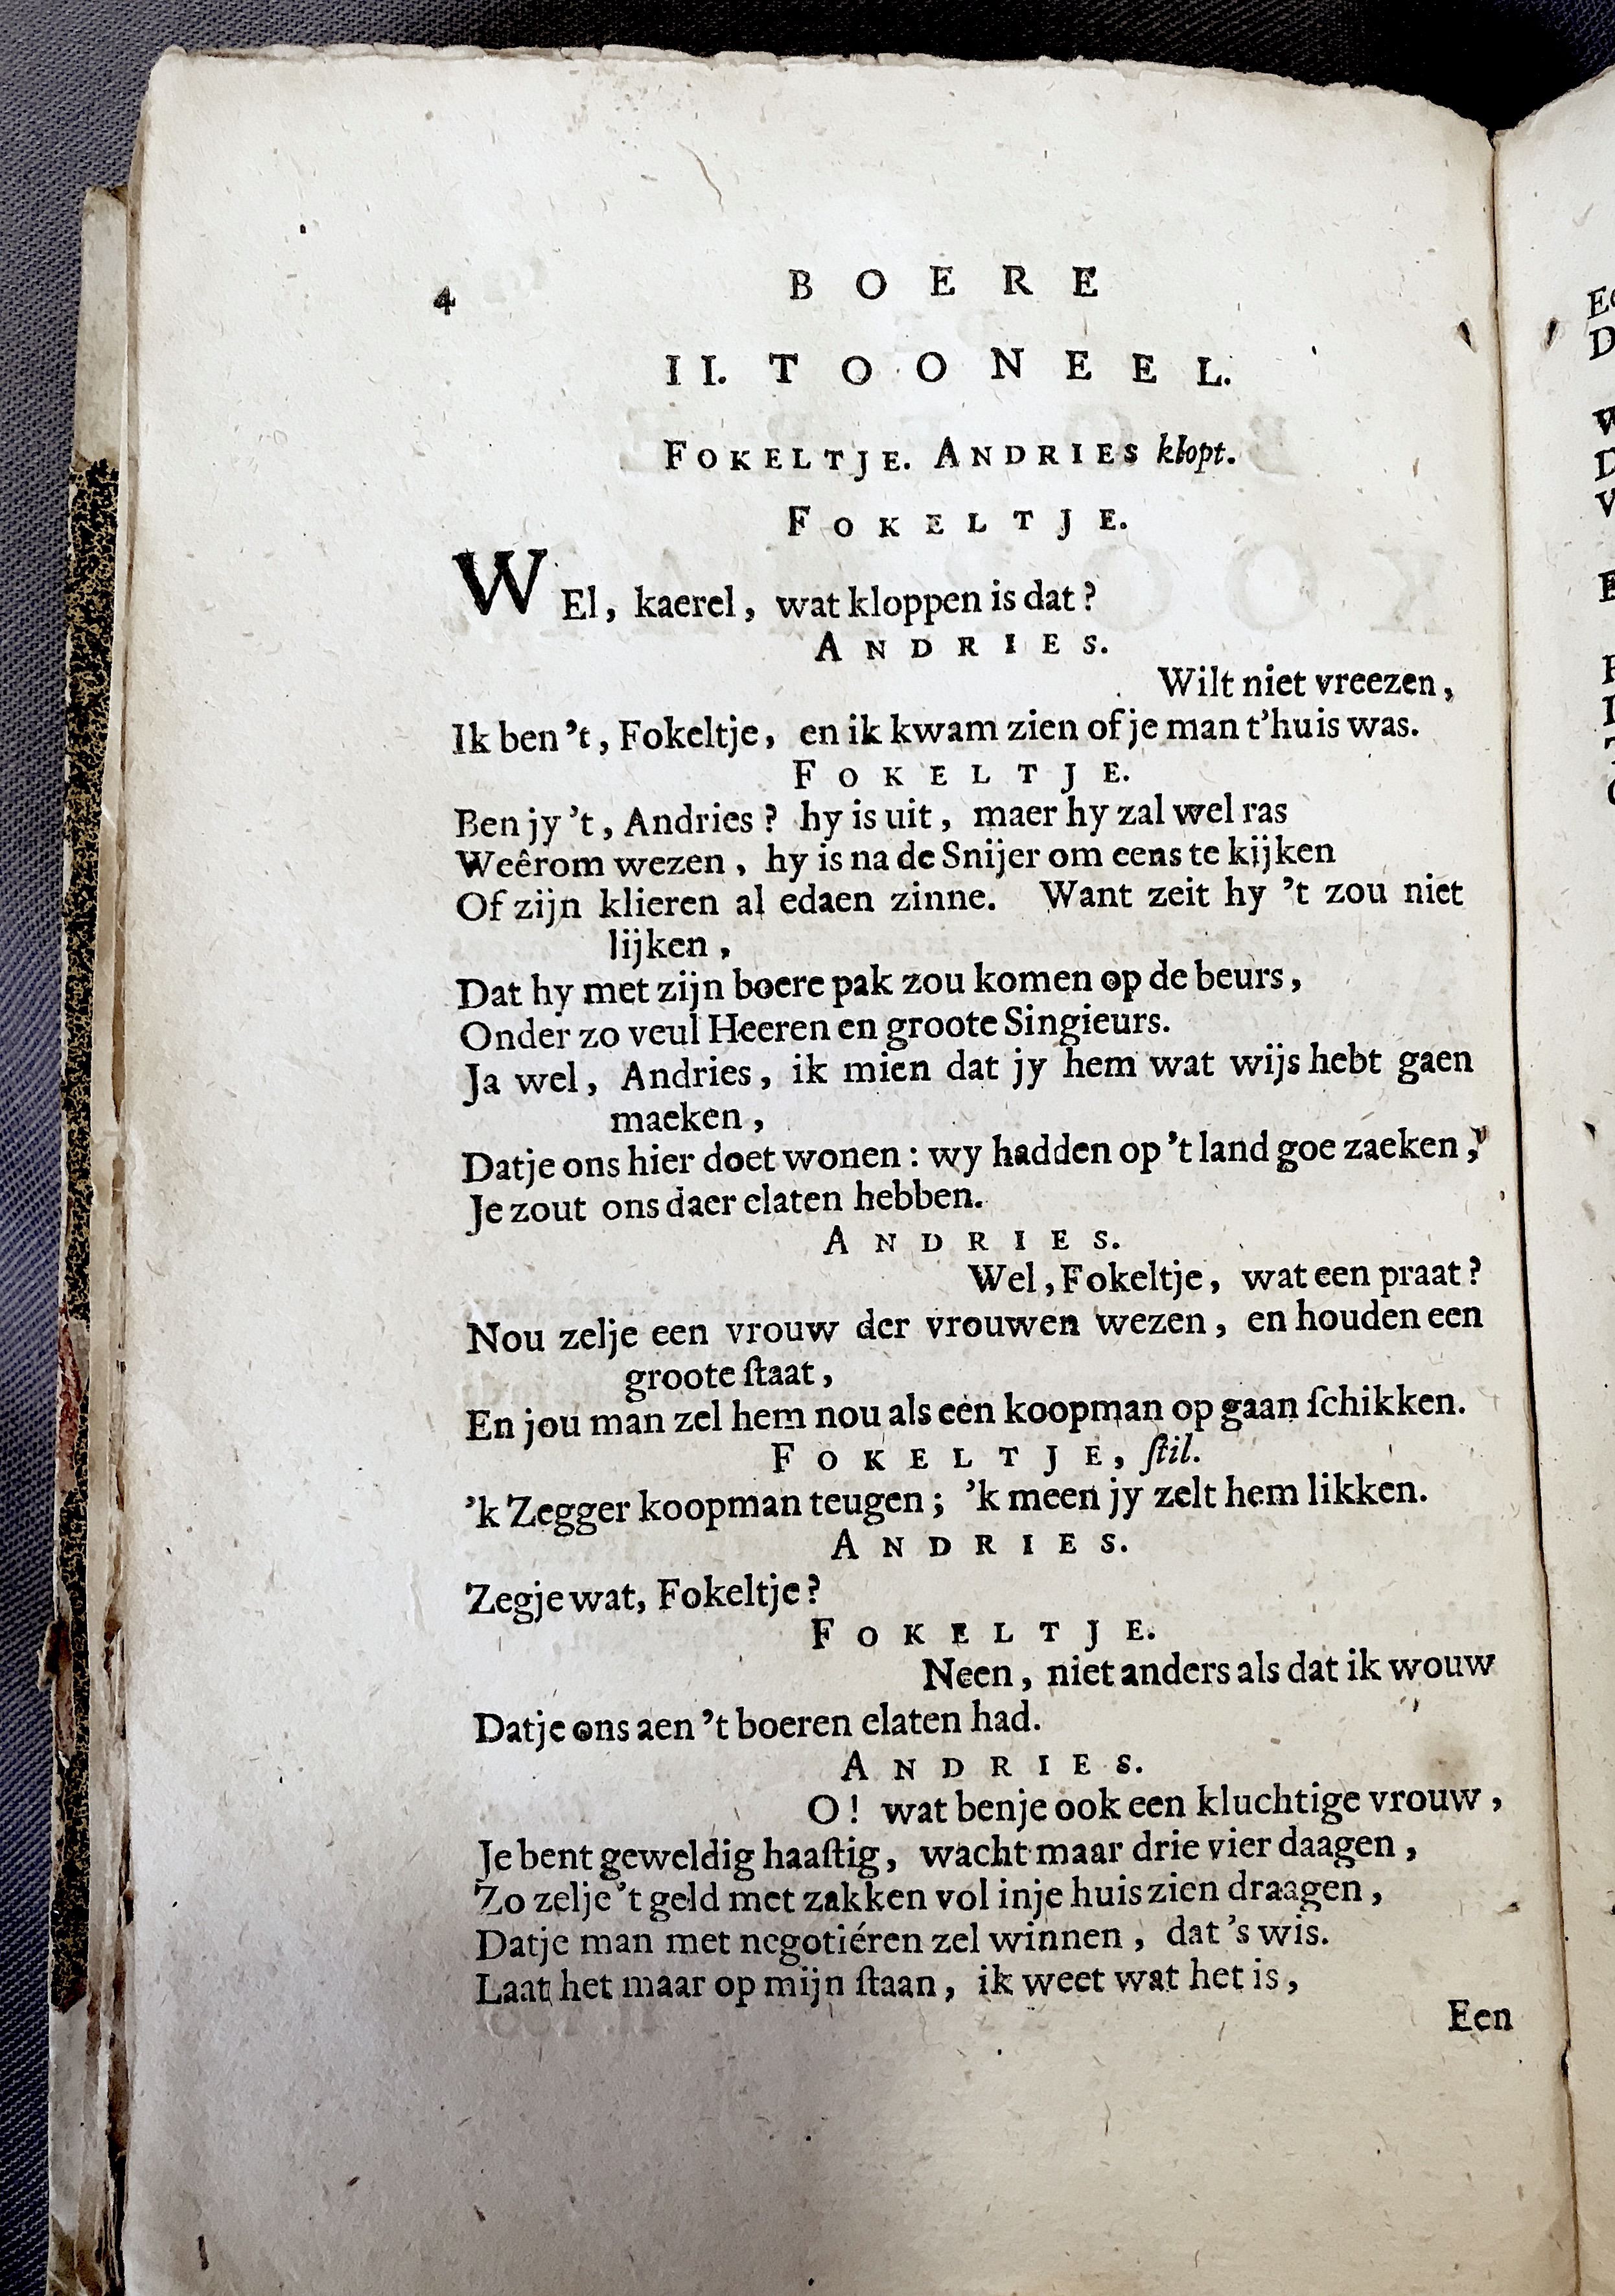 4
BOERE
II. TOONEEL.
FOKELTJE. ANDRIES klopt.
FOKELTJE.
WEl, kaerel, wat kloppen is dat?
ANDRIES.
Wilt niet vreezen,
Ik ben 't, Fokeltje, en ik kwam zien of je man t'huis was.
FOKELTJE.
Ben jy 't, Andries? hy is uit, maer hy zal wel ras
Weêrom wezen, hy is na de Snijer om eens te kijken
Of zijn klieren al edaen zinne. Want zeit hy 't zou niet
lijken,
Dat hy met zijn boere pak zou komen op de beurs,
Onder zo veul Heeren en groote Singieurs.
Ja wel, Andries, ik mien dat jy hem wat wijs hebt gaen
maeken,
Datje ons hier doet wonen: wy hadden op 't land goe zaeken,
Je zout ons daer elaten hebben.
ANDRIES.
Wel, Fokeltje, wat een praat?
Nou zelje een vrouw der vrouwen wezen, en houden een
groote ſtaat,
En jou man zel hem nou als een koopman op gaan ſchikken.
FOKELTJE, ſtil.
'k Zegger koopman teugen; 'k meen jy zelt hem likken.
ANDRIES.
Zegje wat, Fokeltje?
FOKELTJE.
Neen, niet anders als dat ik wouw
Datje ons aen 't boeren elaten had.
ANDRIES.
O! wat benje ook een kluchtige vrouw,
Je bent geweldig haaſtig, wacht maar drie vier daagen,
Zo zelje 't geld met zakken vol inje huis zien draagen,
Datje man met negotiéren zel winnen, dat 's wis.
Laat het maar op mijn ſtaan, ik weet wat het is,
Een